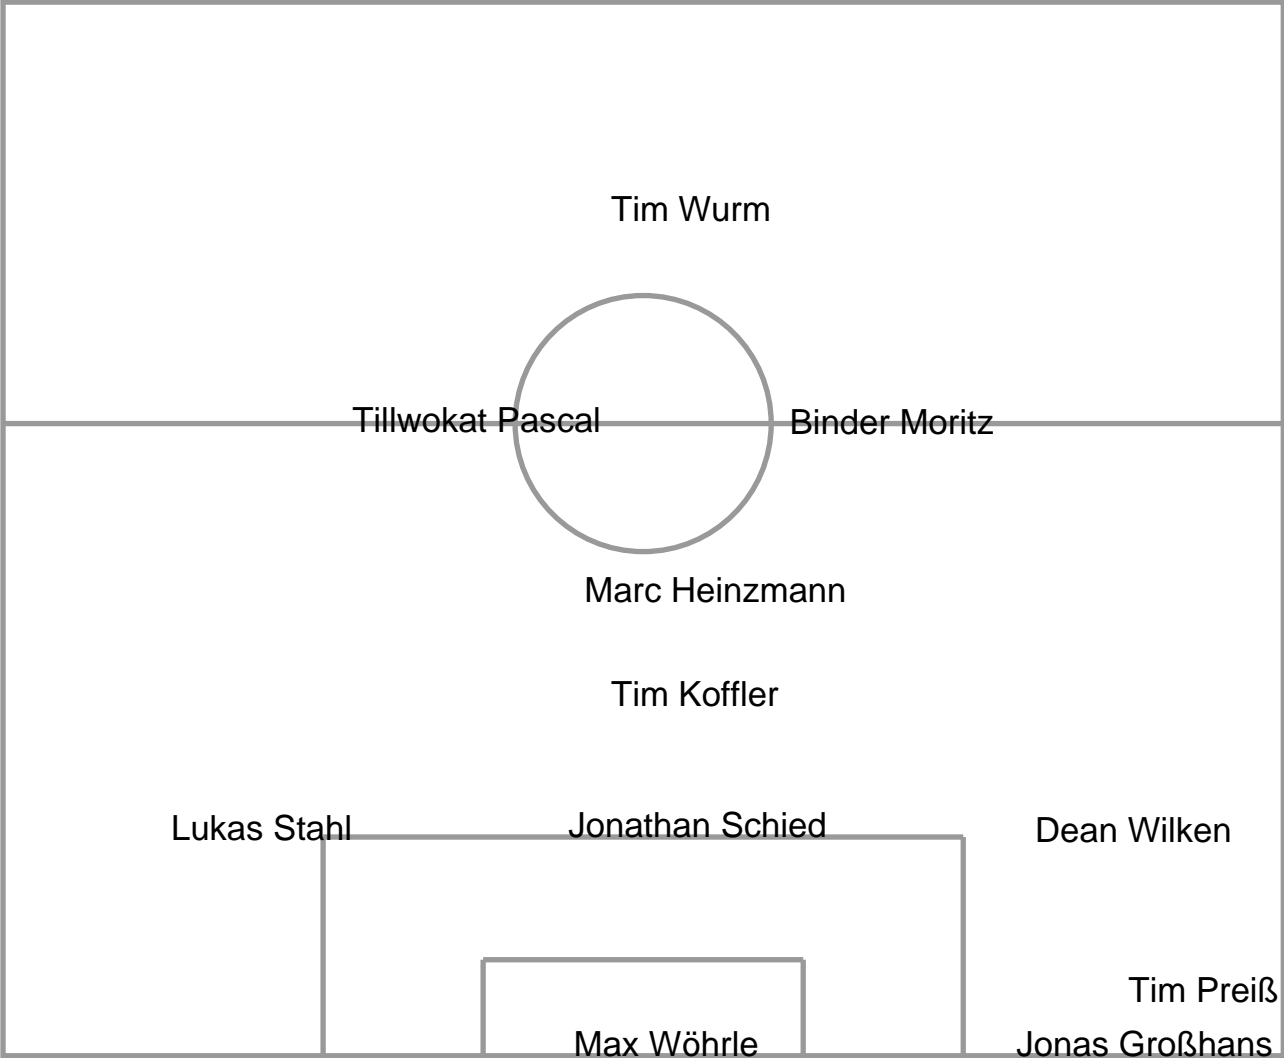 Tim Wurm
Tillwokat Pascal
Binder Moritz
Marc Heinzmann
Tim Koffler
Lukas Stahl
Jonathan Schied
Dean Wilken
Tim Preiß
Max Wöhrle
Jonas Großhans